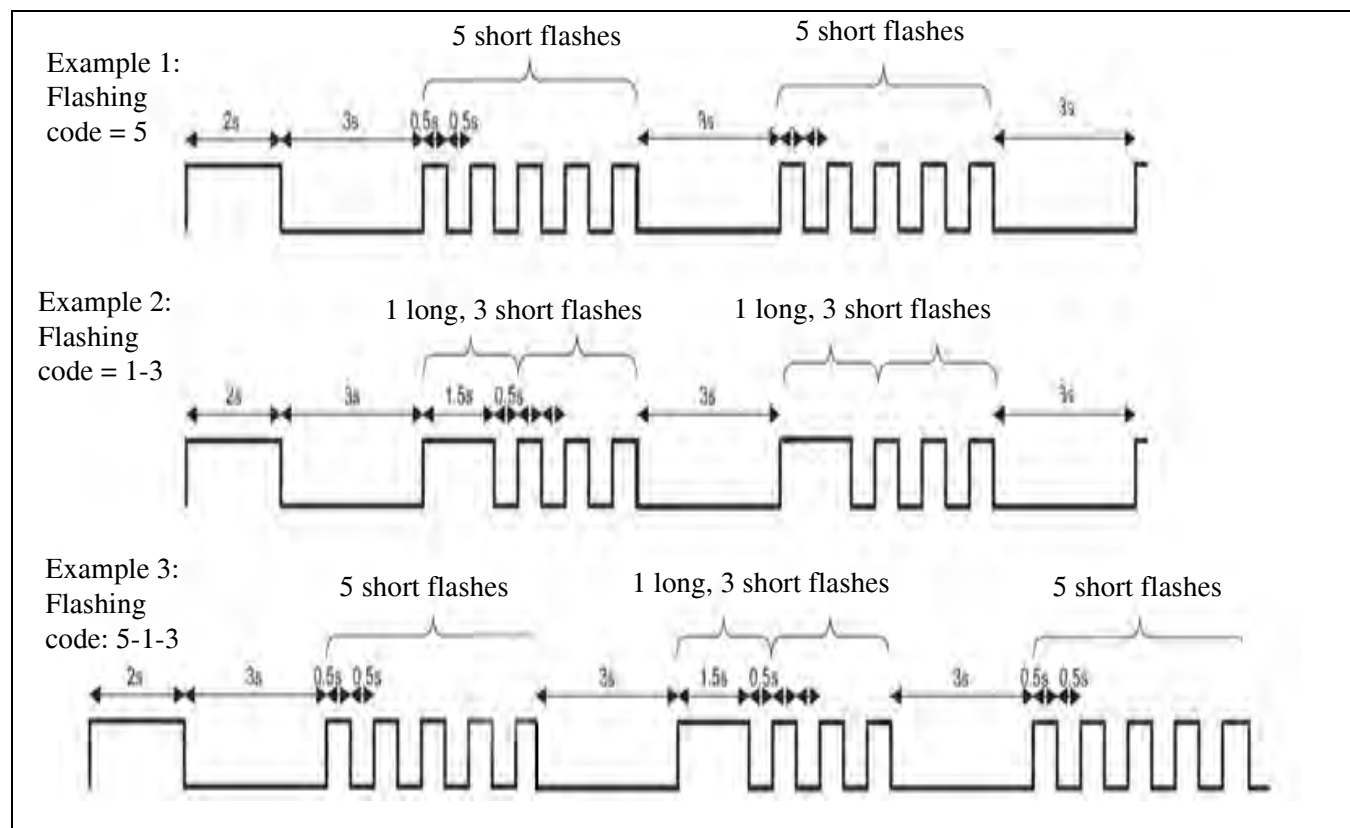 5 short flashes
5 short flashes
Example 1:
Flashing
code = 5
2s
3s
0.5s
0.5s
3s
3s
Example 2:
Flashing
code = 1-3
1 long, 3 short flashes
1 long, 3 short flashes
2s
3s
1.5s
0.5s
3s
3s
Example 3:
Flashing
code: 5-1-3
5 short flashes
1 long, 3 short flashes
5 short flashes
2s
3s
0.5s
0.5s
3s
1.5s
0.5s
3s
0.5s
0.5s